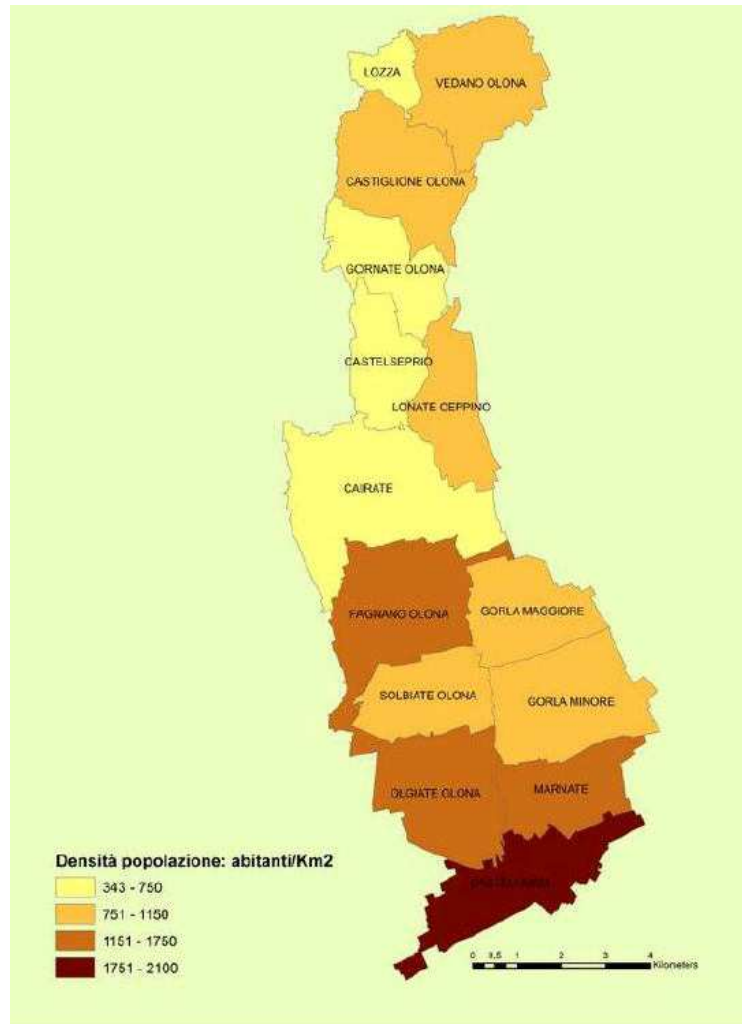 LOZZA
VEDANO OLONA
CASTIGLIONE OLONA
GORNATE OLONA
CASTELSEPRIO
LONATE CEPPINO
CAIRATE
FAGNANO OLONA
GORLA MAGGIORE
SOLBIATE OLONA
GORLA MINORE
OLGIATE OLONA
MARNATE
Densità popolazione: abitanti/Km2
343 - 750
751 - 1150
1151 - 1750
1751 - 2100
0 0,5 1 2 3 4
Kilometers